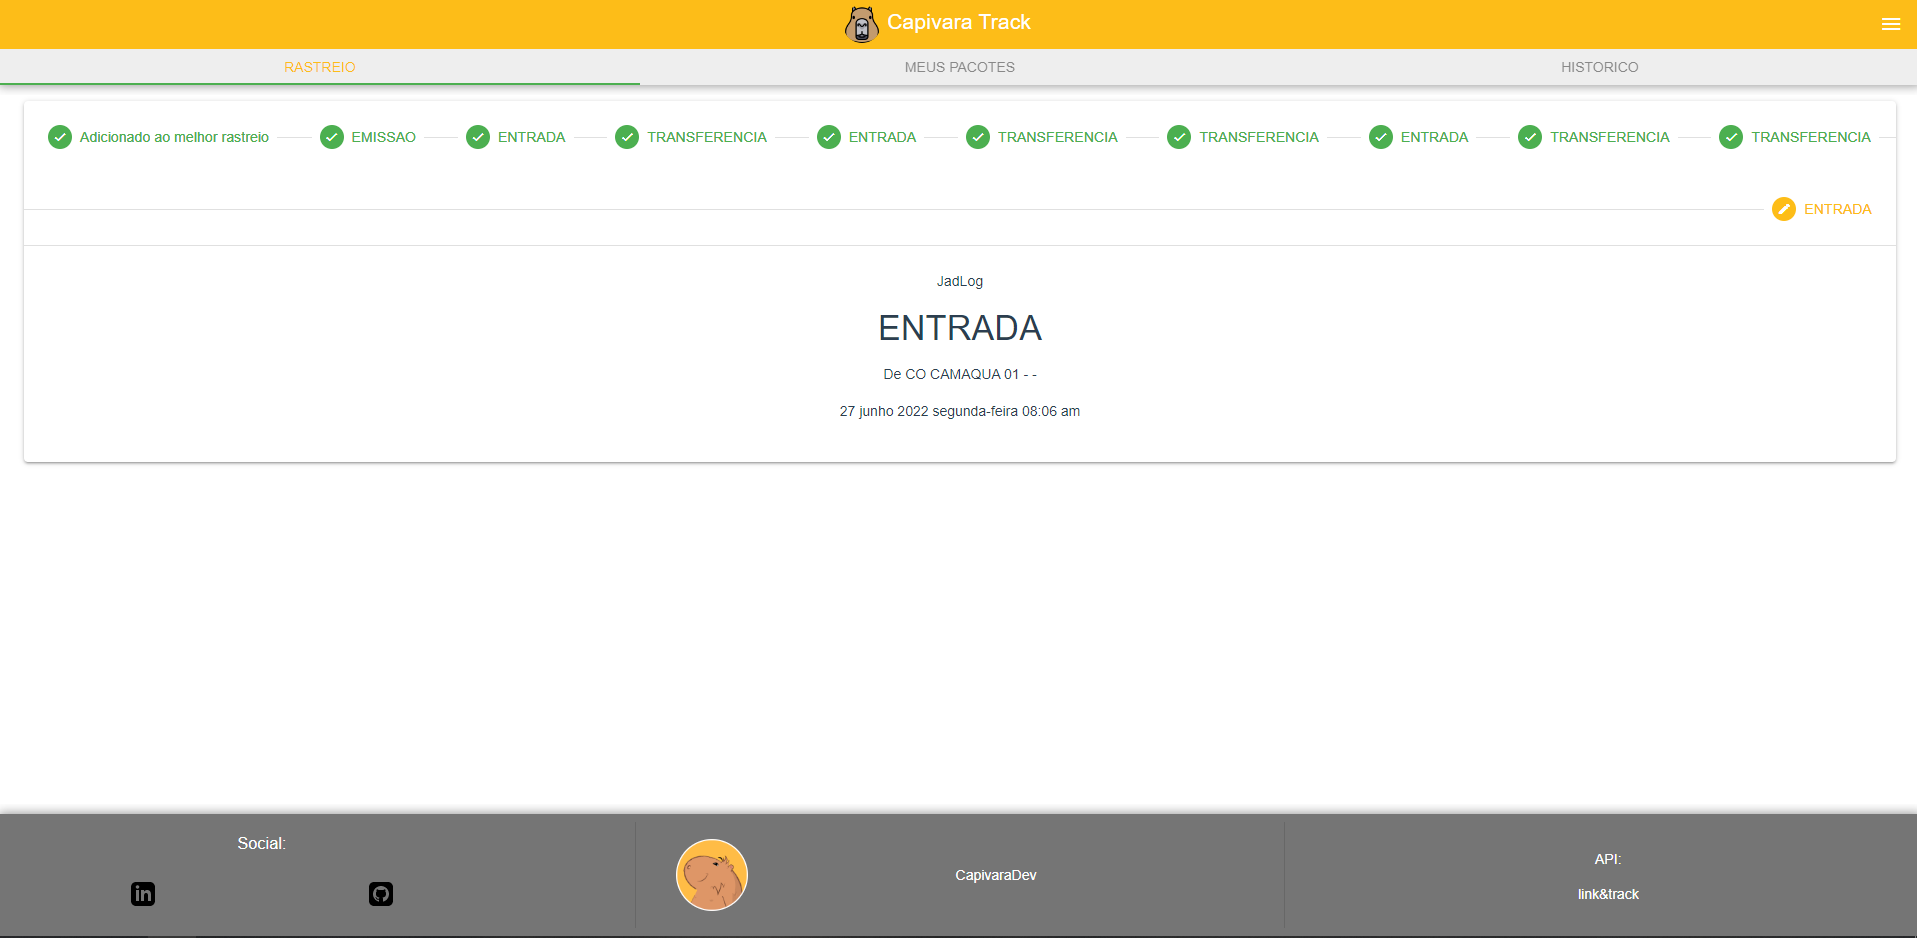 Capivara Track
RASTREIO
MEUS PACOTES
HISTORICO
Adicionado ao melhor rastreio
EMISSAO
ENTRADA
TRANSFERENCIA
ENTRADA
TRANSFERENCIA
TRANSFERENCIA
ENTRADA
TRANSFERENCIA
TRANSFERENCIA
ENTRADA
JadLog
ENTRADA
De CO CAMAQUA 01 - -
27 junho 2022 segunda-feira 08:06 am
Social:
in
CapivaraDev
API:
link&track